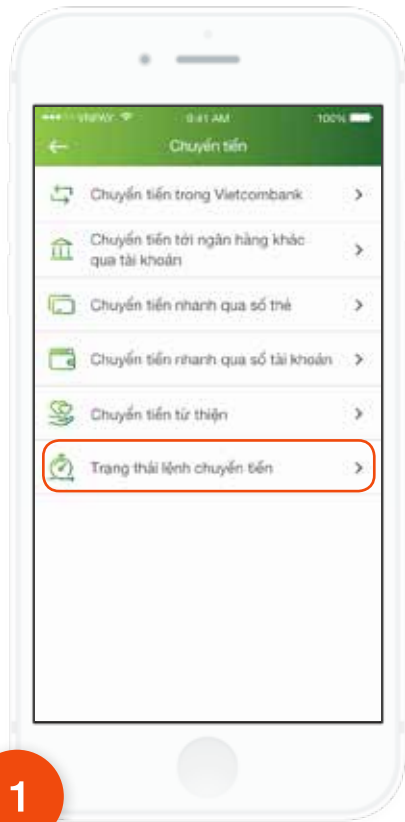 VNPAY 9:41 AM 100%
Chuyển tiền
Chuyển tiền trong Vietcombank
Chuyển tiền tới ngân hàng khác
qua tài khoản
Chuyển tiền nhanh qua số thẻ
Chuyển tiền nhanh qua số tài khoản
Chuyển tiền từ thiện
Trạng thái lệnh chuyển tiền
1